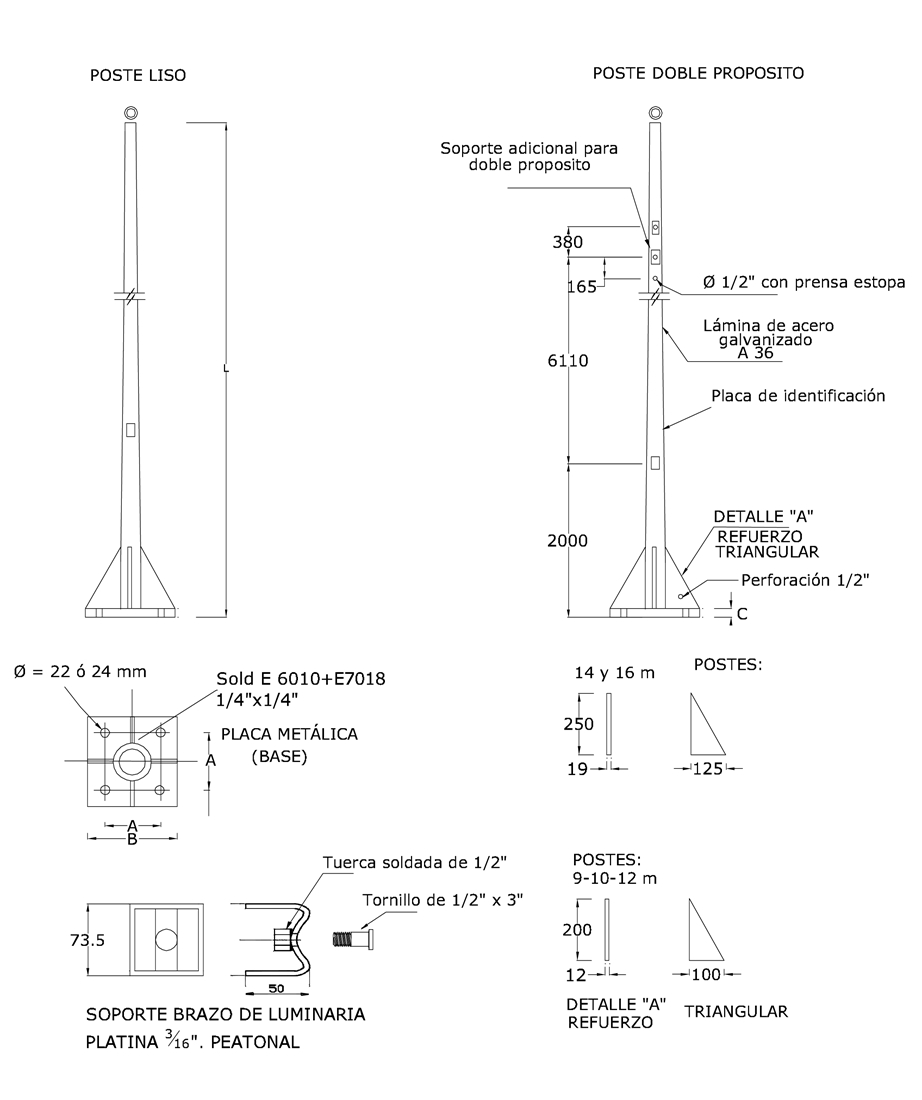 POSTE LISO
POSTE DOBLE PROPOSITO
Soporte adicional para
doble proposito
380
165
Ø 1/2" con prensa estopa
Lámina de acero
galvanizado
A 36
6110
L
Placa de identificación
DETALLE "A"
REFUERZO
TRIANGULAR
2000
Perforación 1/2"
C
Ø = 22 ó 24 mm
Sold E 6010+E7018
1/4"x1/4"
PLACA METÁLICA
(BASE)
A
A
B
14 y 16 m
POSTES:
250
19
125
Tuerca soldada de 1/2"
Tornillo de 1/2" x 3"
73.5
50
SOPORTE BRAZO DE LUMINARIA
PLATINA 3/16". PEATONAL
POSTES:
9-10-12 m
200
12
100
DETALLE "A"
REFUERZO
TRIANGULAR